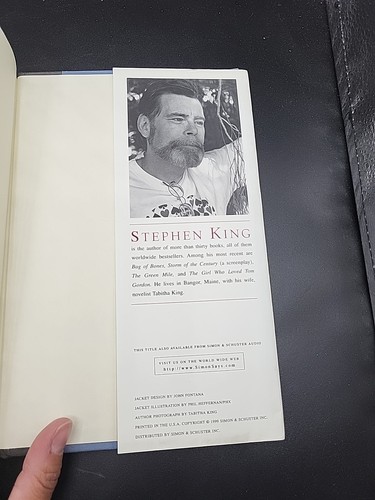 STEPHEN KING
is the author of more than thirty books, all of them
worldwide bestsellers. Among his most recent are
Bag of Bones, Storm of the Century (a screenplay),
The Green Mile, and The Girl Who Loved Tom
Gordon. He lives in Bangor, Maine, with his wife,
novelist Tabitha King.
THIS TITLE ALSO AVAILABLE FROM SIMON & SCHUSTER AUDIO
VISIT US ON THE WORLD WIDE WEB
http://www.SimonSays.com
JACKET DESIGN BY JOHN FONTANA
JACKET ILLUSTRATION BY PHIL HEFFERNAN/PHX
AUTHOR PHOTOGRAPH BY TABITHA KING
PRINTED IN THE U.S.A. COPYRIGHT © 1999 SIMON & SCHUSTER INC.
DISTRIBUTED BY SIMON & SCHUSTER INC.